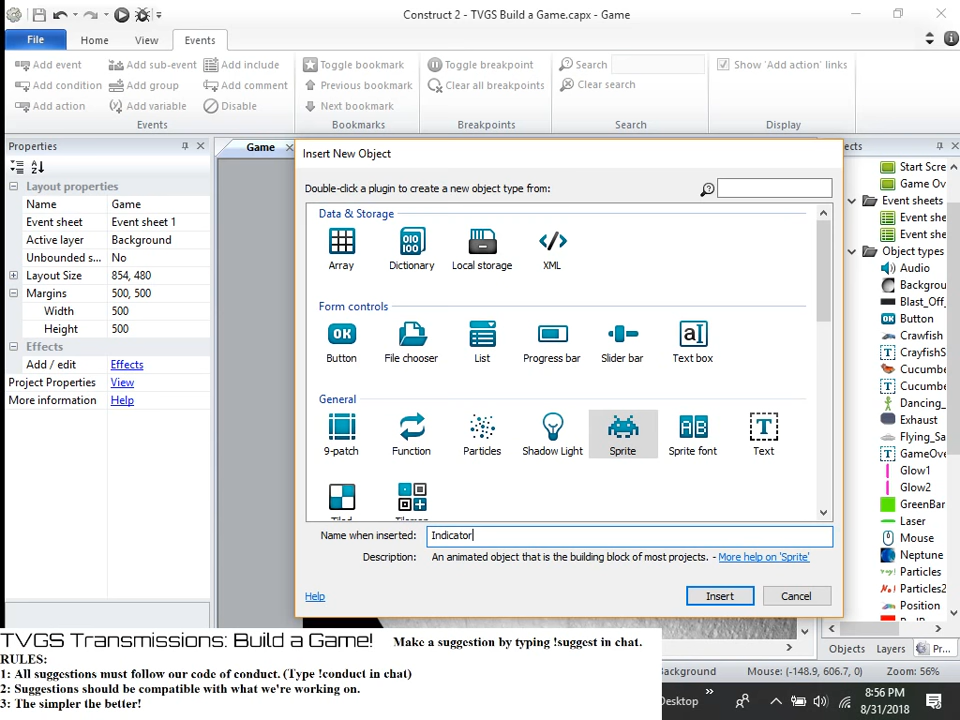 Construct 2 - TVGS Build a Game.capx - Game
File Home View Events
Add event Add sub-event Add include Toggle bookmark Toggle breakpoint Search Show 'Add action' links
Add condition Add group Add comment Previous bookmark Clear all breakpoints Clear search
Add action Add variable Disable Next bookmark
Events Bookmarks Breakpoints Search Display
Properties
Layout properties
Name Game
Event sheet Event sheet 1
Active layer Background
Unbounded s... No
Layout Size 854, 480
Margins 500, 500
Width 500
Height 500
Effects
Add / edit Effects
Project Properties View
More information Help
Game
Insert New Object
Double-click a plugin to create a new object type from:
Data & Storage
Array Dictionary Local storage XML
Form controls
OK
Button File chooser List Progress bar Slider bar Text box
General
9-patch Function Particles Shadow Light Sprite Sprite font Text
Name when inserted: Indicator
Description: An animated object that is the building block of most projects. - More help on 'Sprite'
Help Insert Cancel
ects
Start Scre
Game Ov
Event sheets
Event she
Event she
Object types
Audio
Backgrou
Blast_Off_
Button
Crawfish
CrayfishS
Cucumbe
Cucumbe
Dancing_
Exhaust
Flying_Sa
GameOve
Glow1
Glow2
GreenBar
Laser
Mouse
Neptune
Particles
Particles2
Position
Objects Layers Pr...
ackground Mouse: (-148.9, 606.7, 0) Zoom: 56%
TVGS Transmissions: Build a Game! Make a suggestion by typing !suggest in chat.
RULES:
1: All suggestions must follow our code of conduct. (Type !conduct in chat)
2: Suggestions should be compatible with what we're working on.
3: The simpler the better!
Desktop
8:56 PM
8/31/2018